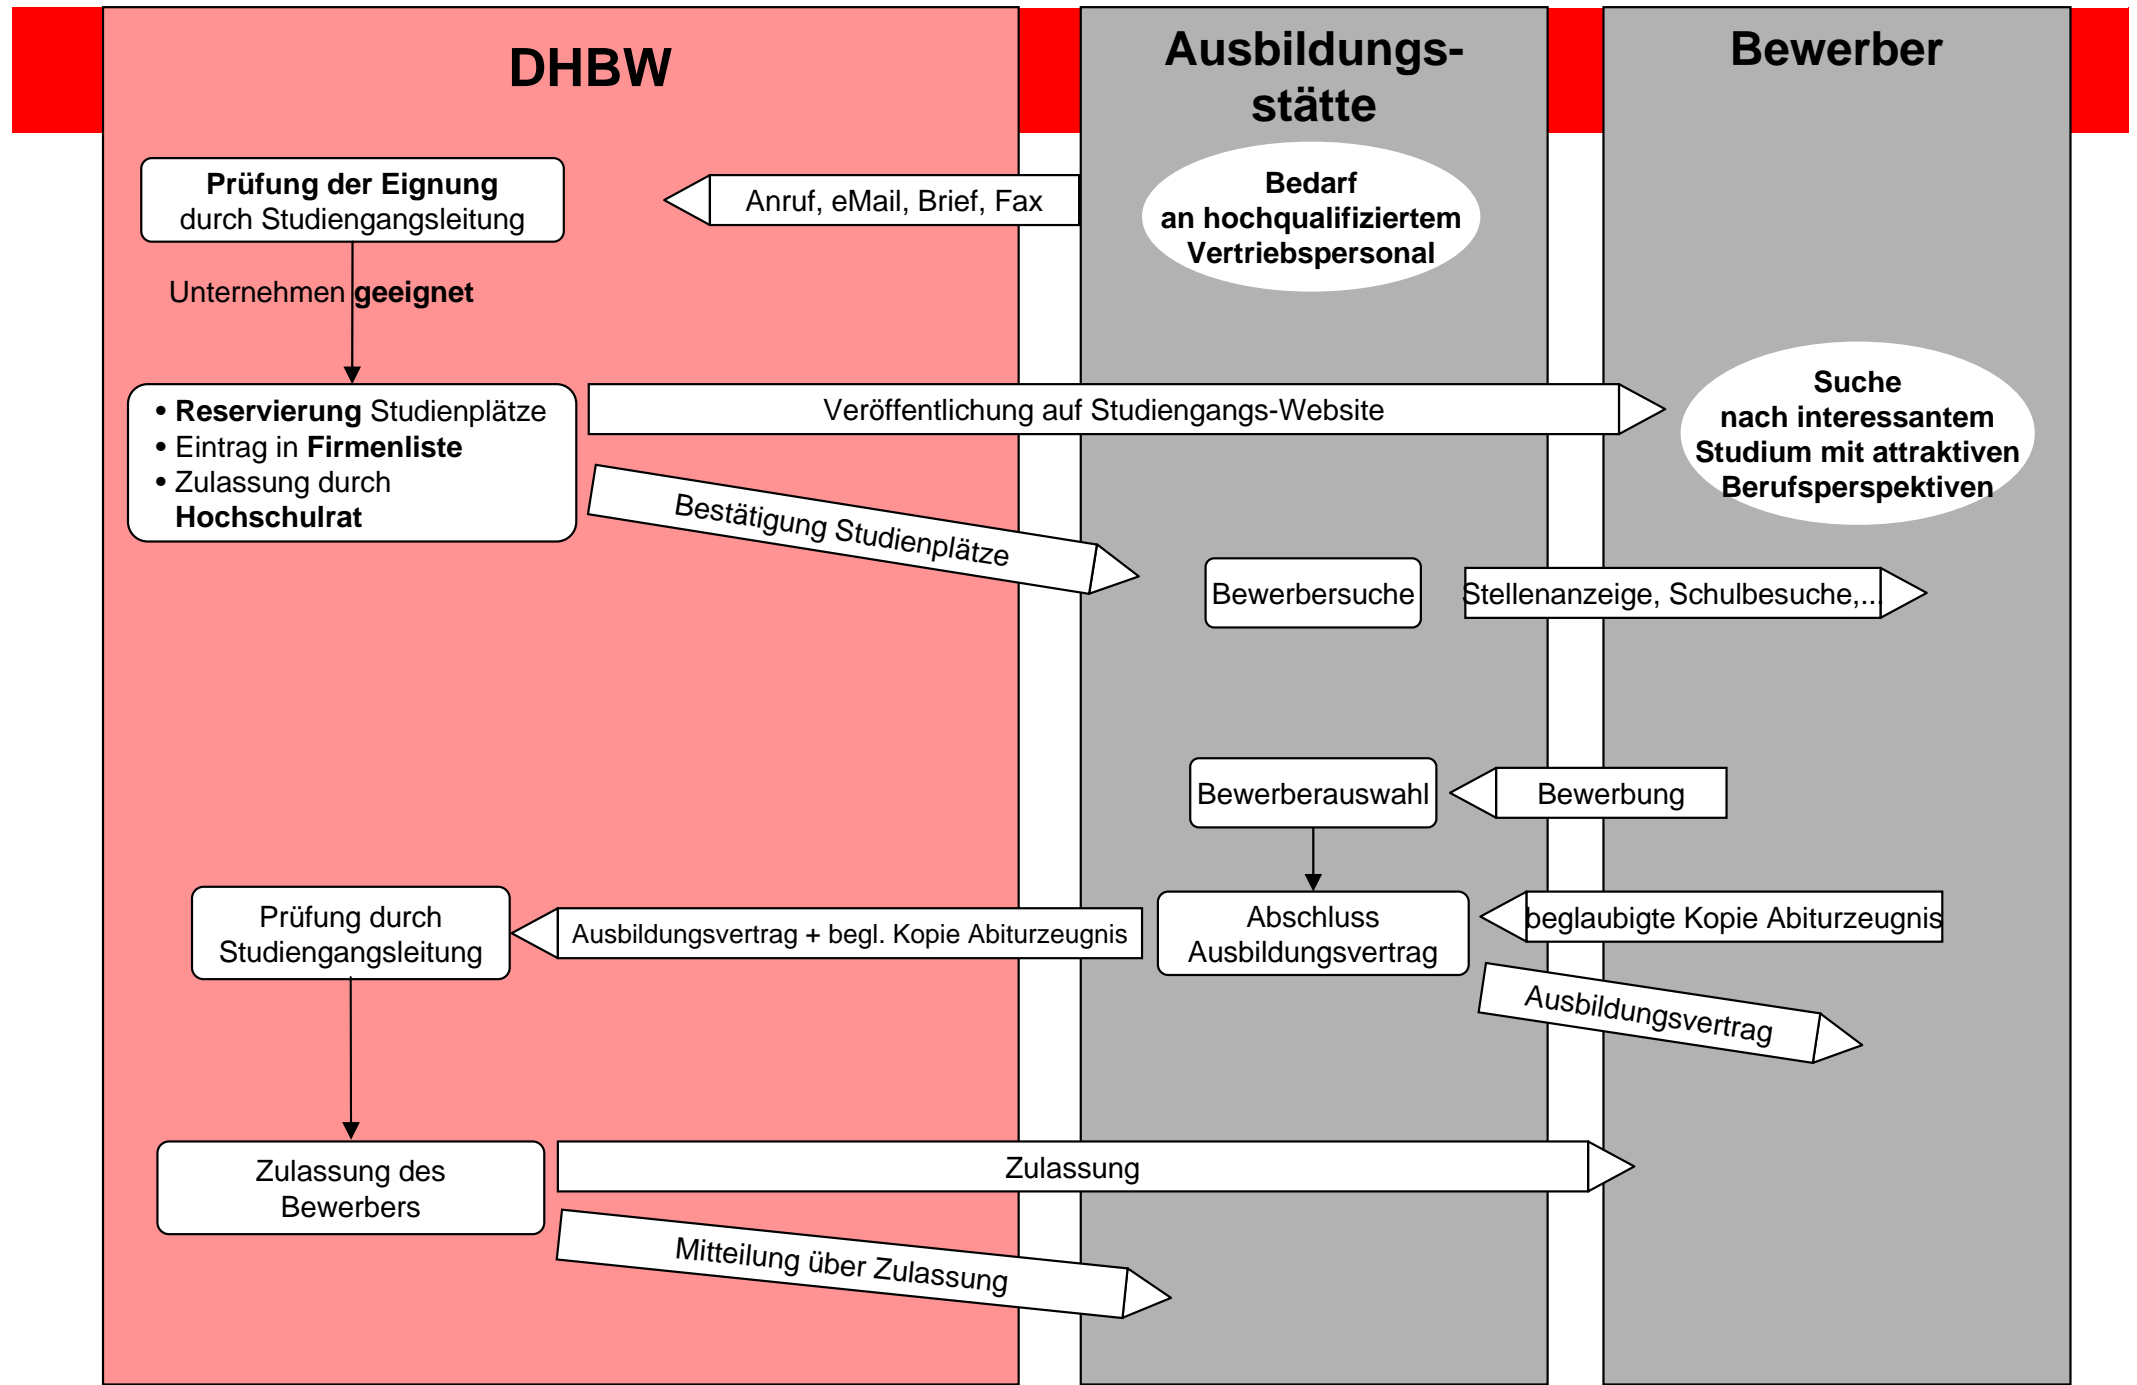 DHBW
Ausbildungs-
stätte
Bewerber
Prüfung der Eignung
durch Studiengangsleitung
Anruf, eMail, Brief, Fax
Bedarf
an hochqualifiziertem
Vertriebspersonal
Unternehmen geeignet
• Reservierung Studienplätze
• Eintrag in Firmenliste
• Zulassung durch
Hochschulrat
Veröffentlichung auf Studiengangs-Website
Suche
nach interessantem
Studium mit attraktiven
Berufsperspektiven
Bestätigung Studienplätze
Bewerbersuche
Stellenanzeige, Schulbesuche,...
Bewerberauswahl
Bewerbung
Prüfung durch
Studiengangsleitung
Ausbildungsvertrag + begl. Kopie Abiturzeugnis
Abschluss
Ausbildungsvertrag
beglaubigte Kopie Abiturzeugnis
Ausbildungsvertrag
Zulassung des
Bewerbers
Zulassung
Mitteilung über Zulassung